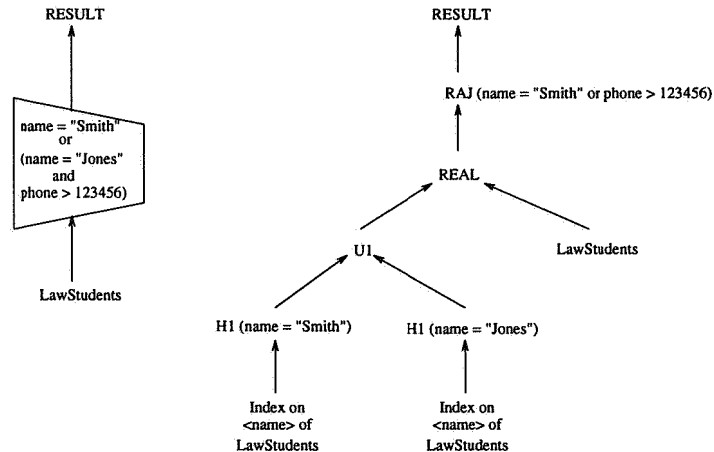 RESULT
name = "Smith"
or
(name = "Jones"
and
phone > 123456)
LawStudents
RESULT
RAJ (name = "Smith" or phone > 123456)
REAL
U1
LawStudents
H1 (name = "Smith")
H1 (name = "Jones")
Index on
<name> of
LawStudents
Index on
<name> of
LawStudents